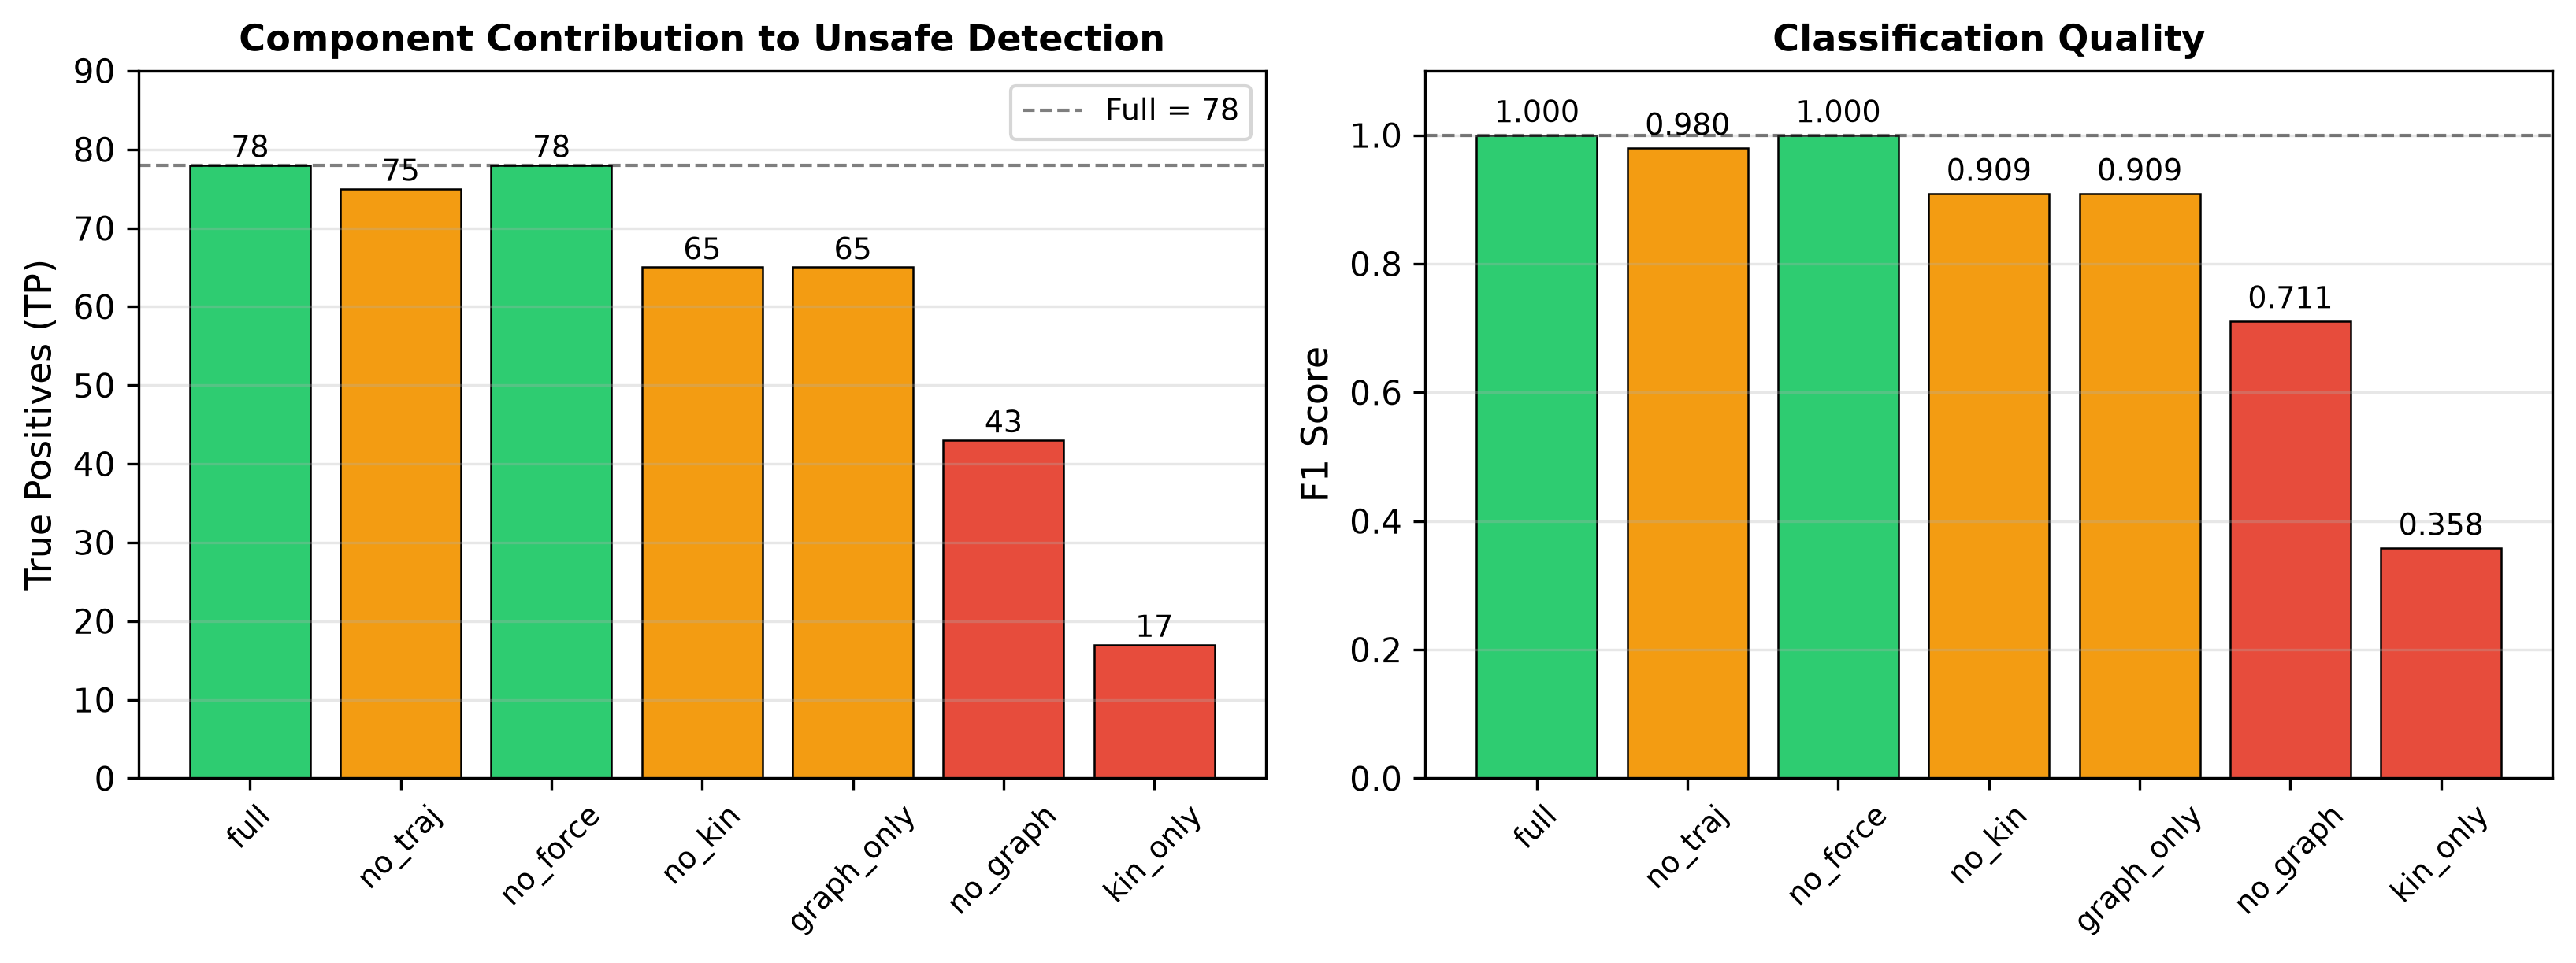 Component Contribution to Unsafe Detection
True Positives (TP)
90
80
70
60
50
40
30
20
10
0
Full = 78
78
75
78
65
65
43
17
full
no_traj
no_force
no_kin
graph_only
no_graph
kin_only
Classification Quality
F1 Score
1.0
0.8
0.6
0.4
0.2
0.0
1.000
0.980
1.000
0.909
0.909
0.711
0.358
full
no_traj
no_force
no_kin
graph_only
no_graph
kin_only